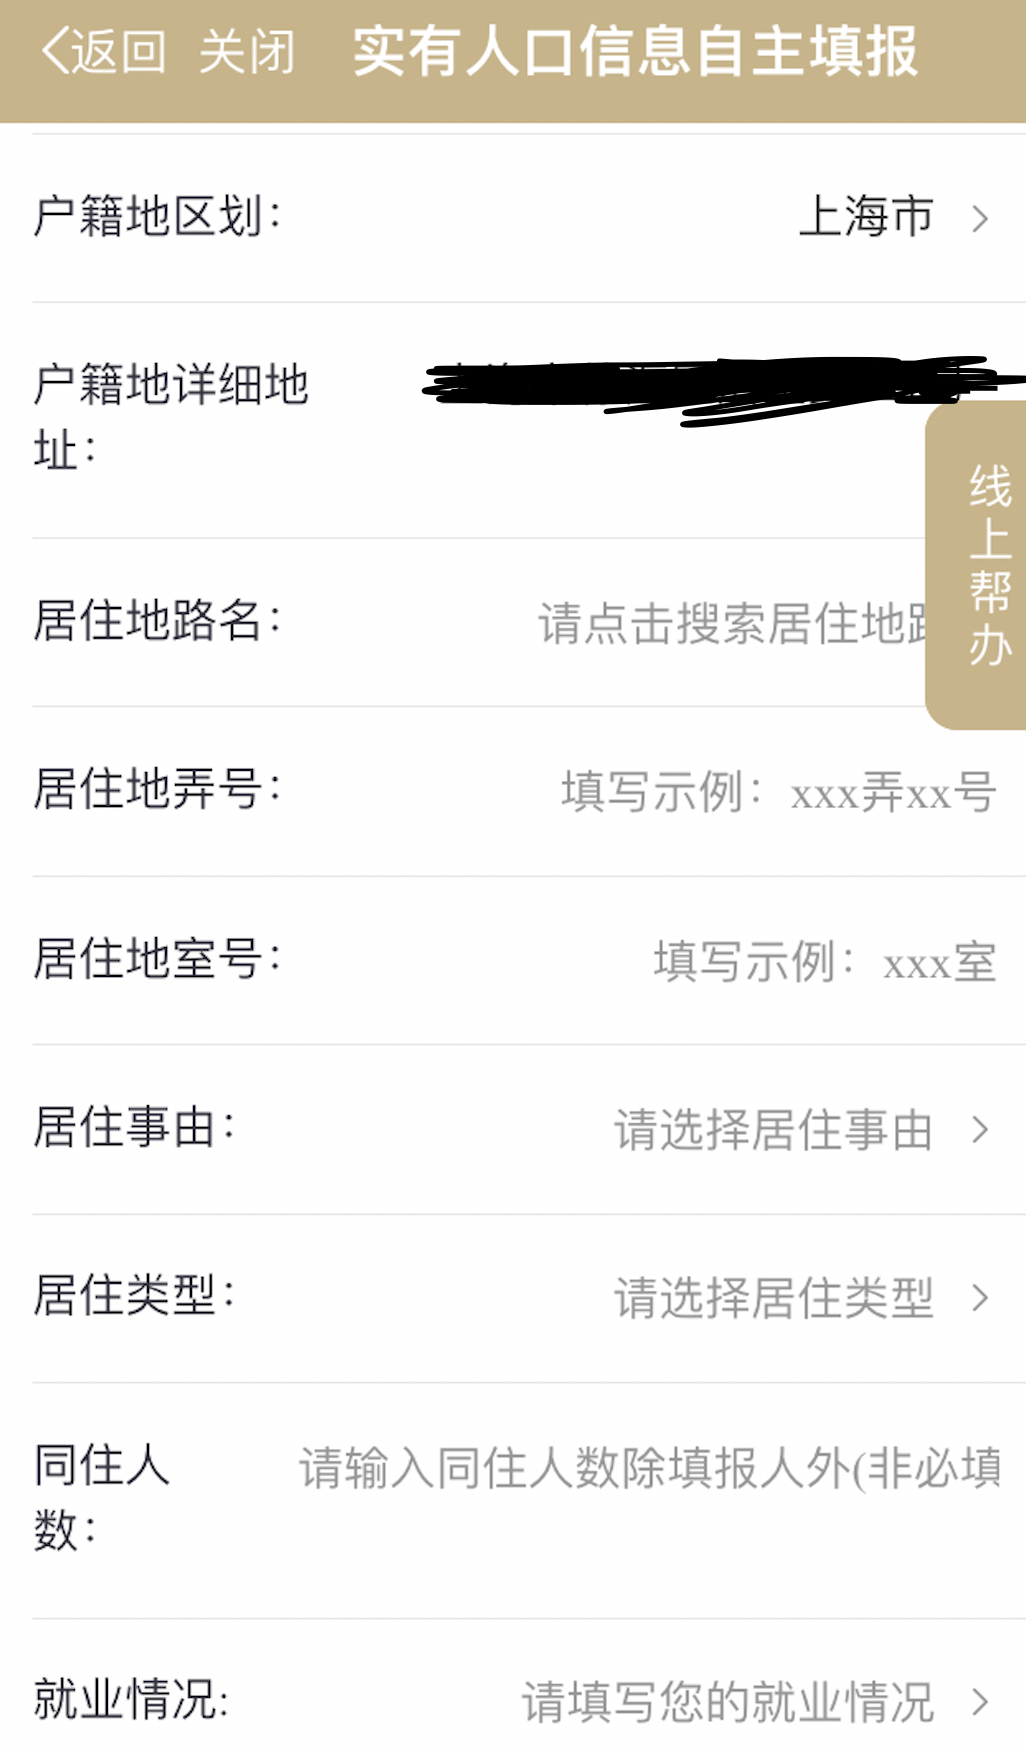 返回 关闭 实有人口信息自主填报
户籍地区划： 上海市
户籍地详细地
址：
居住地路名： 请点击搜索居住地
线上帮办
居住地弄号： 填写示例：xxx弄xx号
居住地室号： 填写示例：xxx室
居住事由： 请选择居住事由
居住类型： 请选择居住类型
同住人 请输入同住人数除填报人外(非必填
数：
就业情况: 请填写您的就业情况